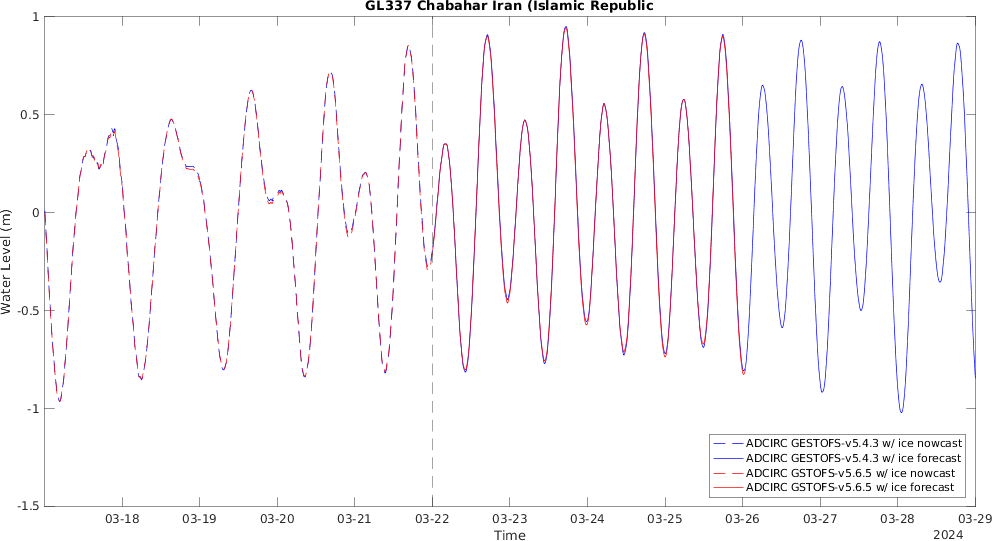 GL337 Chabahar Iran (Islamic Republic
1
0.5
0
-0.5
-1
-1.5
Water Level (m)
03-18 03-19 03-20 03-21 03-22 03-23 03-24 03-25 03-26 03-27 03-28 03-29
Time
2024
ADCIRC GESTOFS-v5.4.3 w/ ice nowcast
ADCIRC GESTOFS-v5.4.3 w/ ice forecast
ADCIRC GSTOFS-v5.6.5 w/ ice nowcast
ADCIRC GSTOFS-v5.6.5 w/ ice forecast